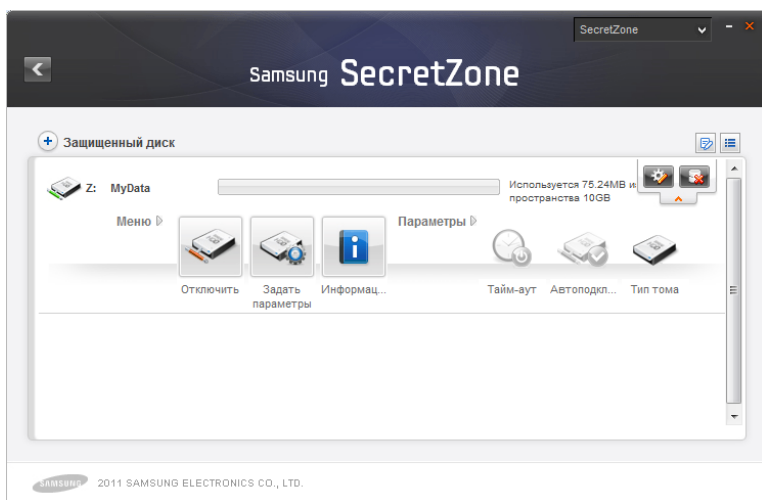 SecretZone
Samsung SecretZone
Защищенный диск
Z: MyData
Используется 75.24MB и
пространства 10GB
Меню
Параметры
Отключить
Задать
параметры
Информац...
Тайм-аут
Автоподкл...
Тип тома
SAMSUNG 2011 SAMSUNG ELECTRONICS CO., LTD.